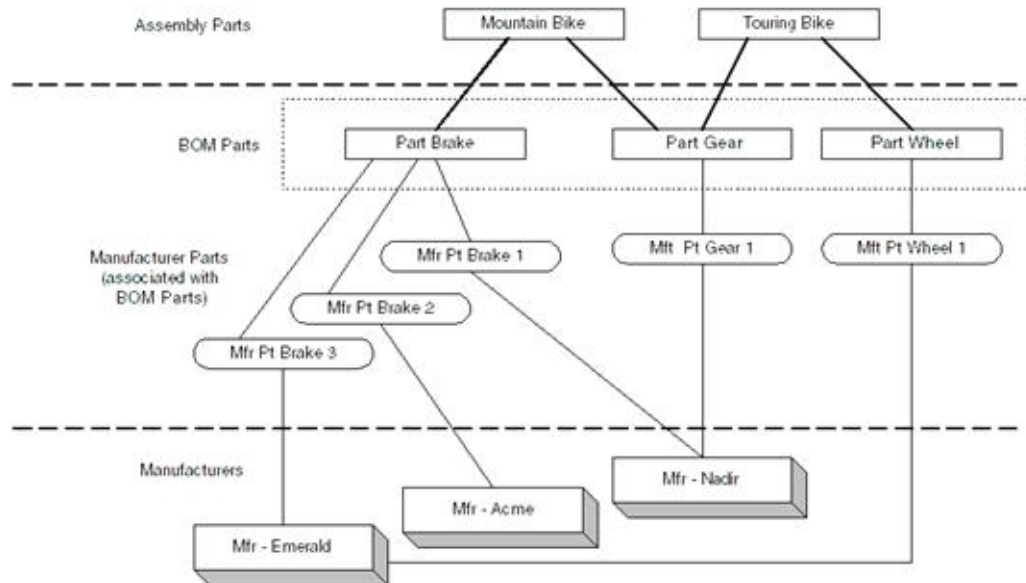 Assembly Parts
Mountain Bike
Touring Bike
BOM Parts
Part Brake
Part Gear
Part Wheel
Manufacturer Parts
(associated with
BOM Parts)
Mfr Pt Brake 1
Mft Pt Gear 1
Mft Pt Wheel 1
Mfr Pt Brake 2
Mfr Pt Brake 3
Manufacturers
Mfr - Nadir
Mfr - Acme
Mfr - Emerald